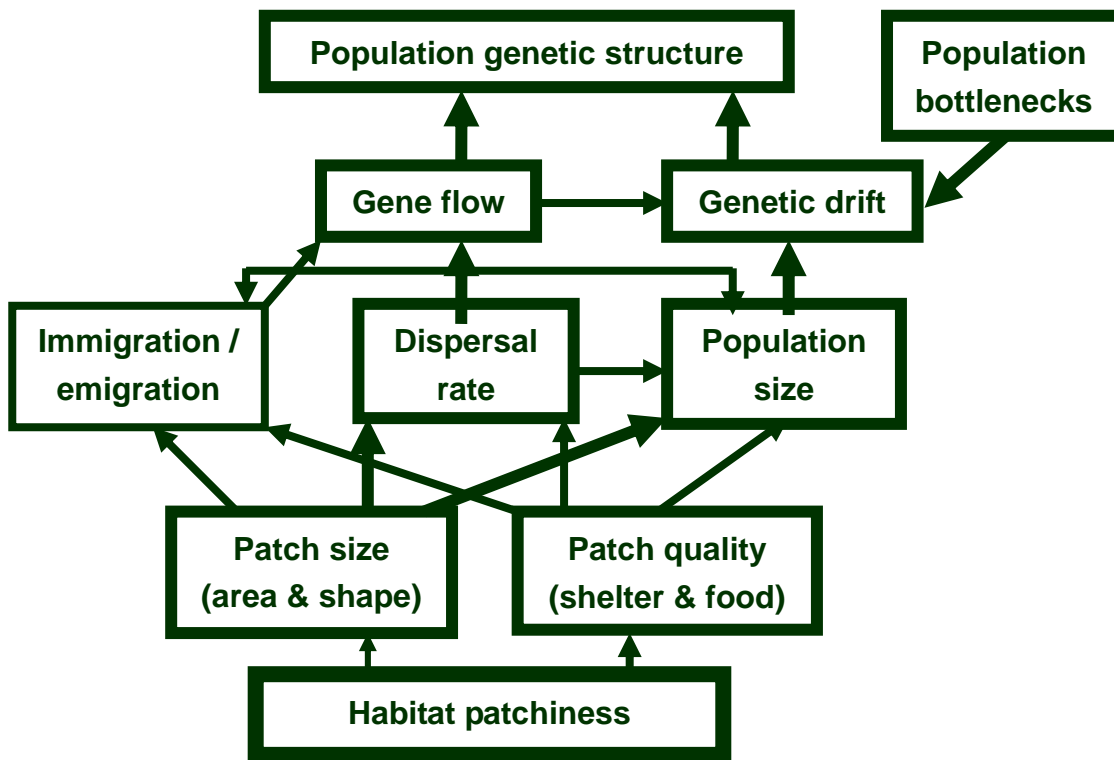 Population genetic structure
Population
bottlenecks
Gene flow
Genetic drift
Immigration /
emigration
Dispersal
rate
Population
size
Patch size
(area & shape)
Patch quality
(shelter & food)
Habitat patchiness